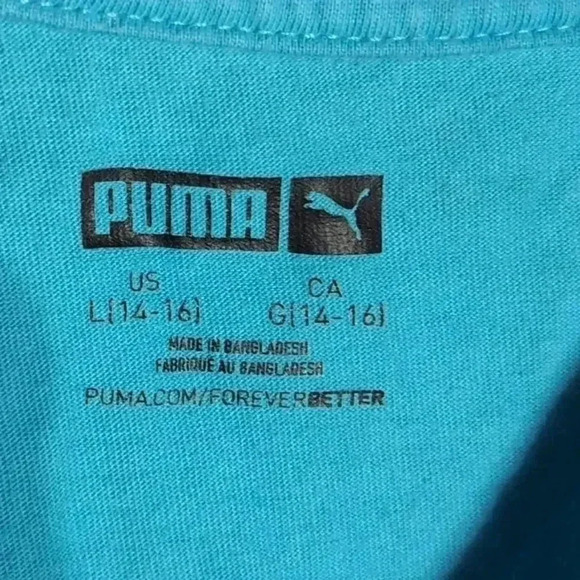 PUMA
US CA
L(14-16) G(14-16)
MADE IN BANGLADESH
FABRIQUÉ AU BANGLADESH
PUMA.COM/FOREVERBETTER